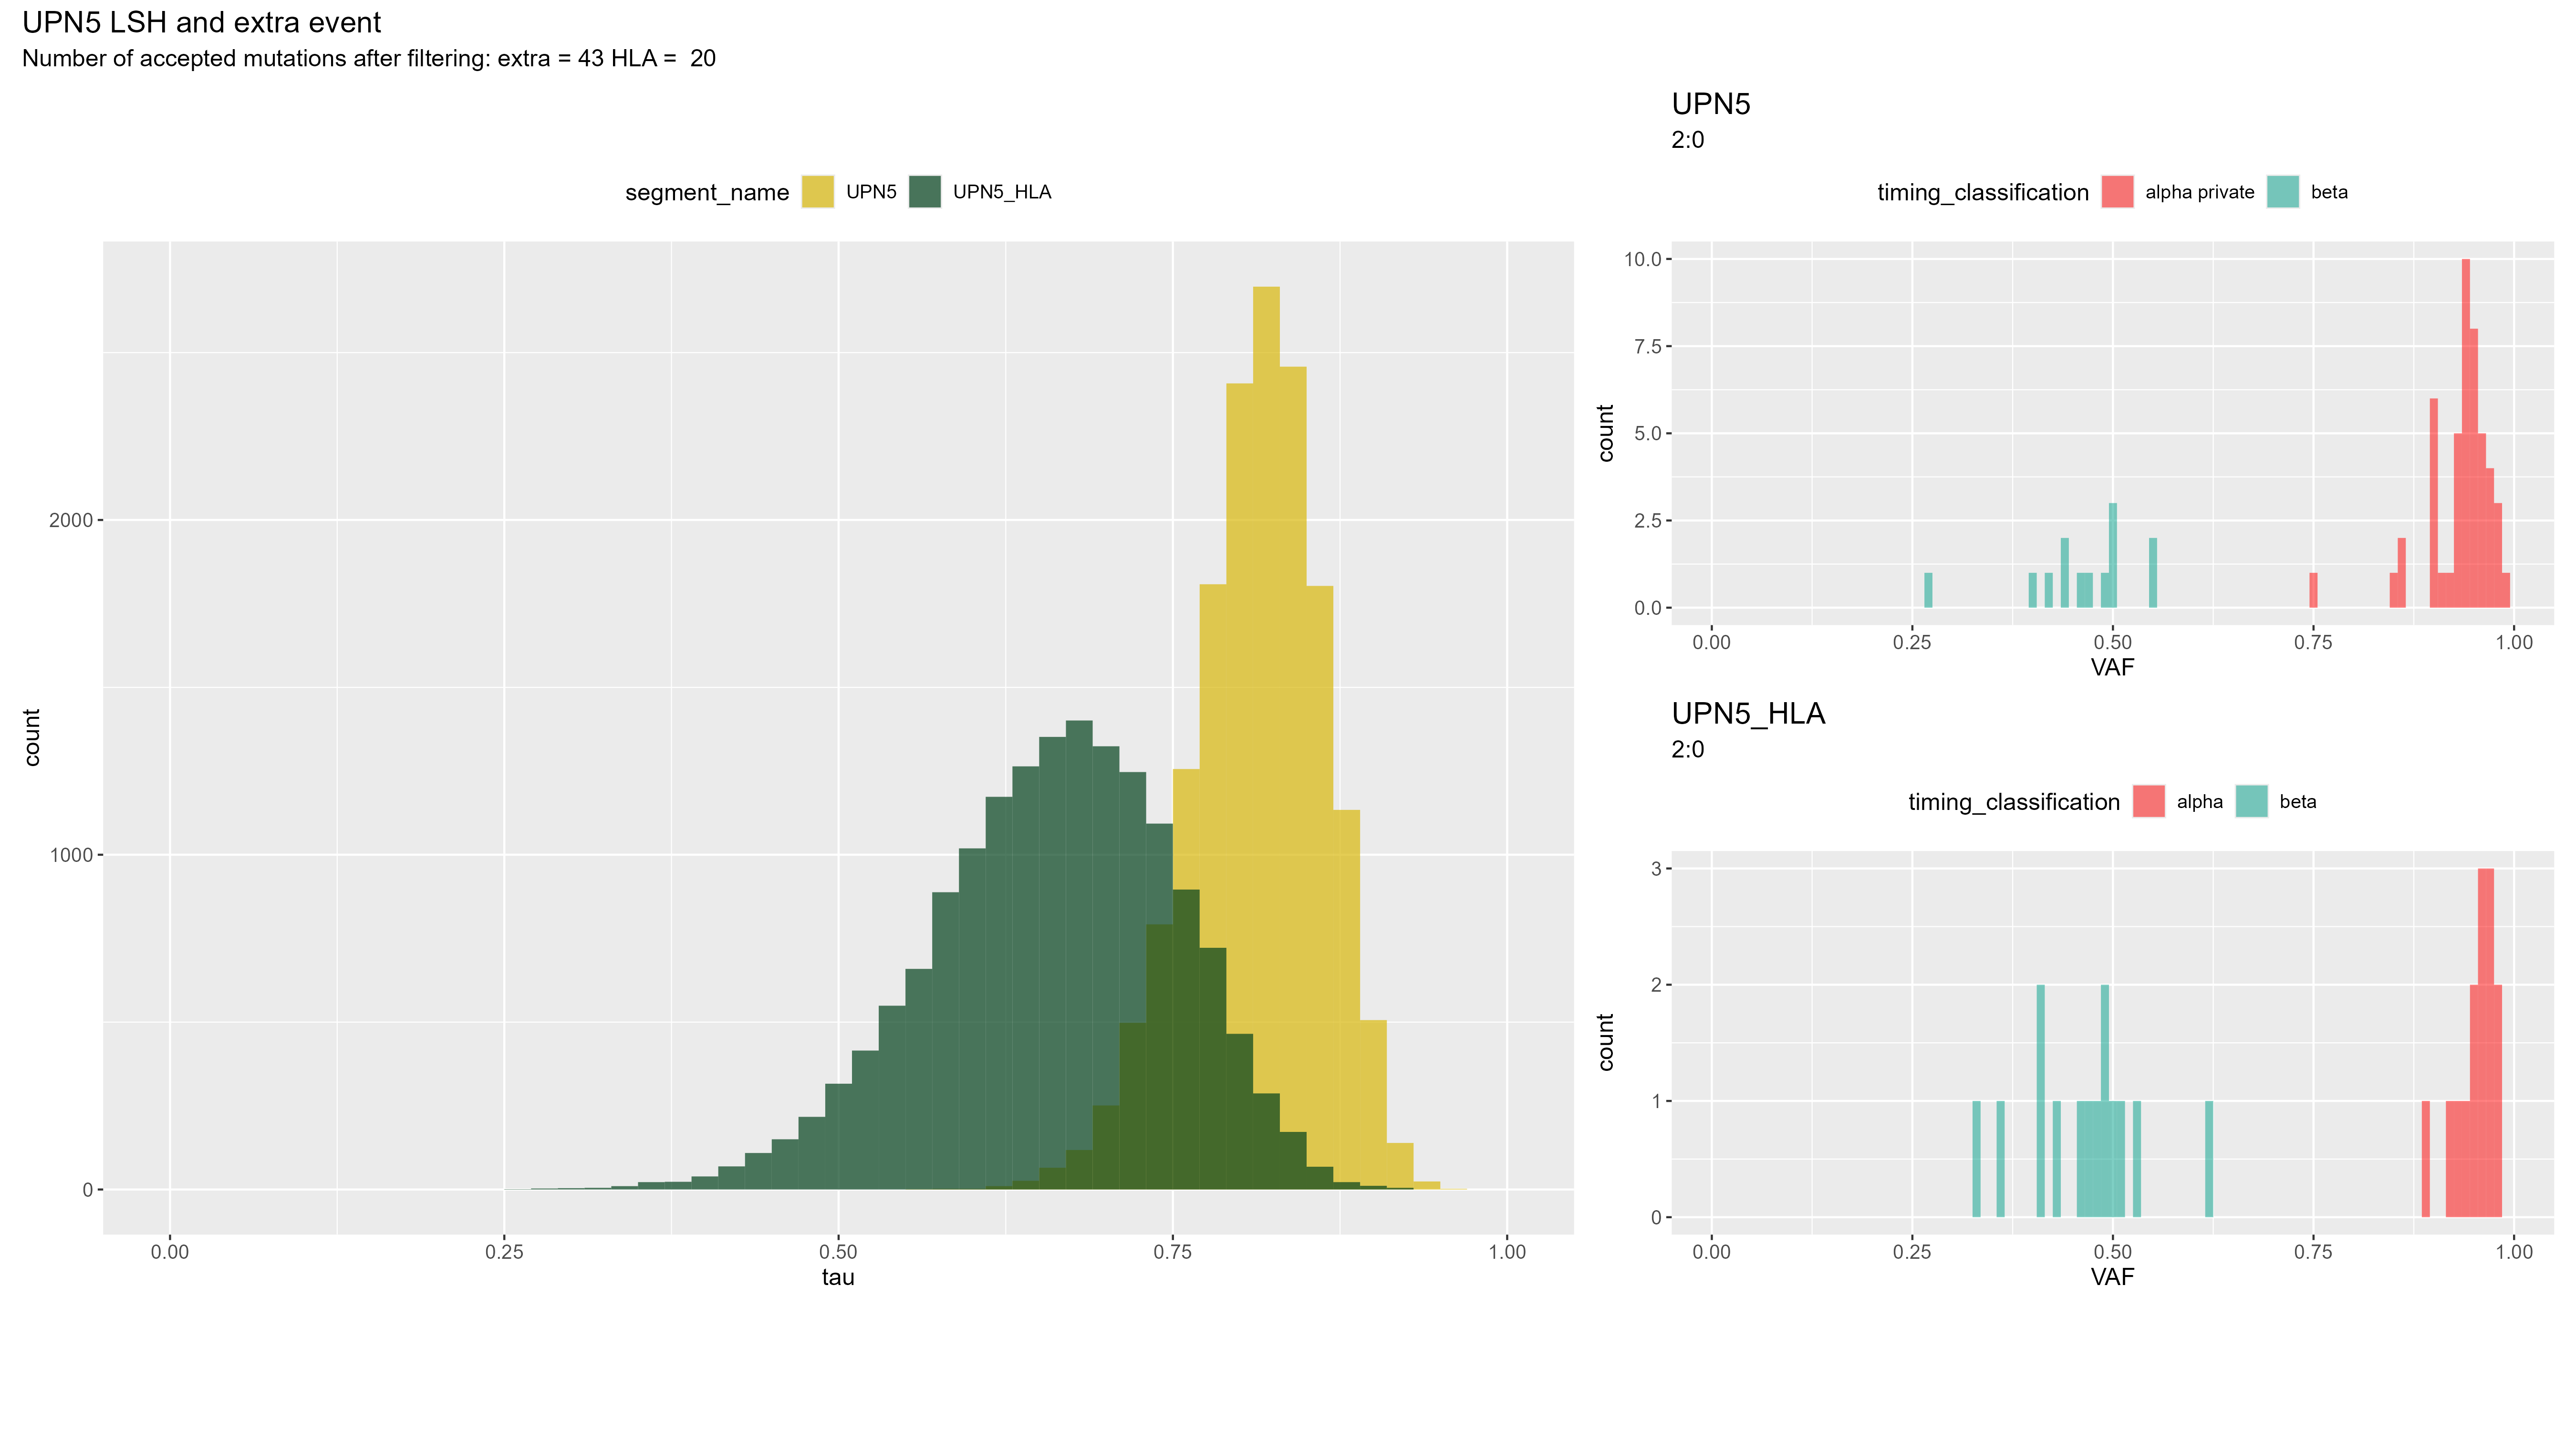 UPN5 LSH and extra event
Number of accepted mutations after filtering: extra = 43 HLA =  20
segment_name UPN5 UPN5_HLA
count
2000
1000
0
0.00 0.25 0.50 0.75 1.00
tau
UPN5
2:0
timing_classification alpha private beta
count
10.0
7.5
5.0
2.5
0.0
0.00 0.25 0.50 0.75 1.00
VAF
UPN5_HLA
2:0
timing_classification alpha beta
count
3
2
1
0
0.00 0.25 0.50 0.75 1.00
VAF